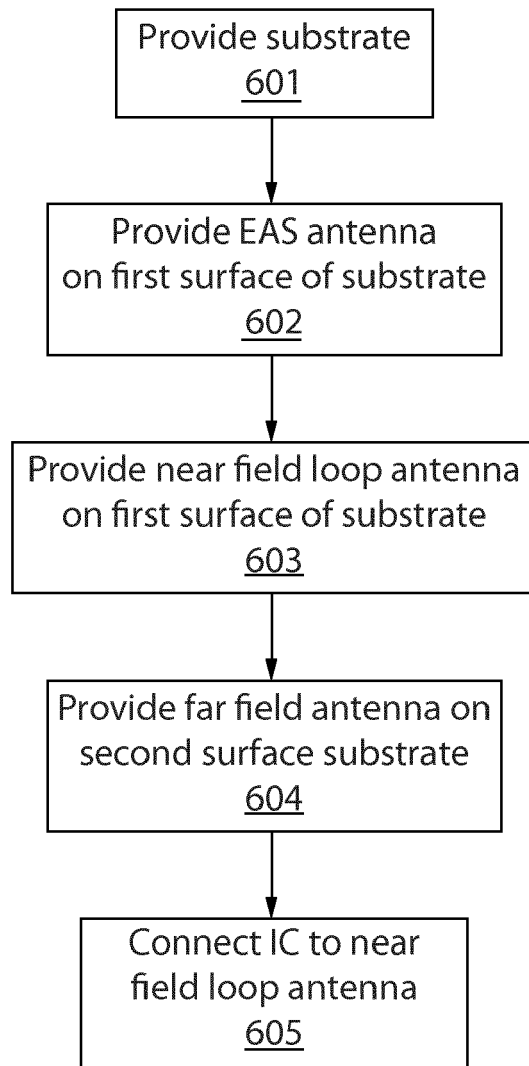 Provide substrate
601
Provide EAS antenna
on first surface of substrate
602
Provide near field loop antenna
on first surface of substrate
603
Provide far field antenna on
second surface substrate
604
Connect IC to near
field loop antenna
605